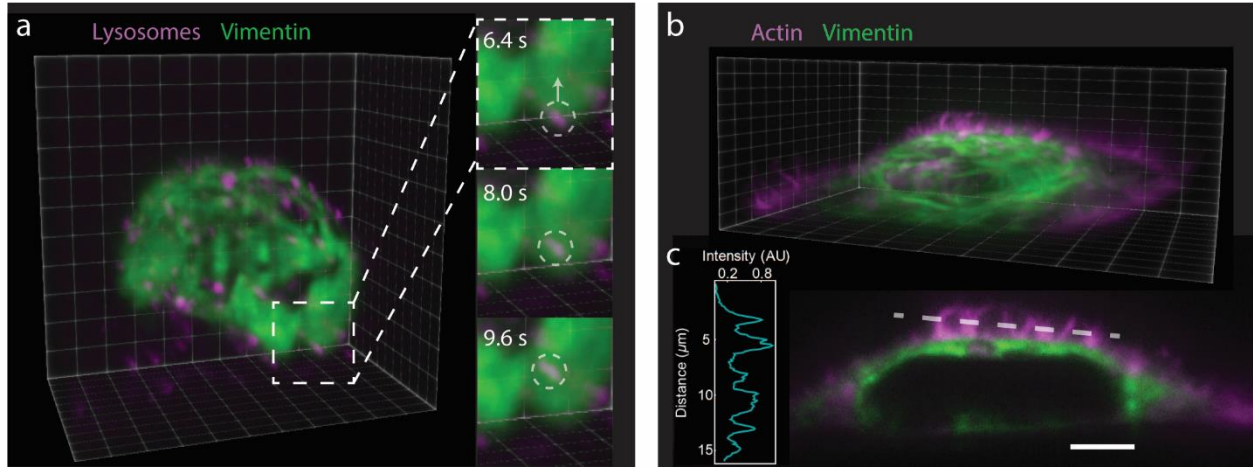 a
Lysosomes Vimentin
6.4 s
8.0 s
9.6 s
b
Actin Vimentin
c
Intensity (AU)
0.2 0.8
Distance (µm)
5
10
15